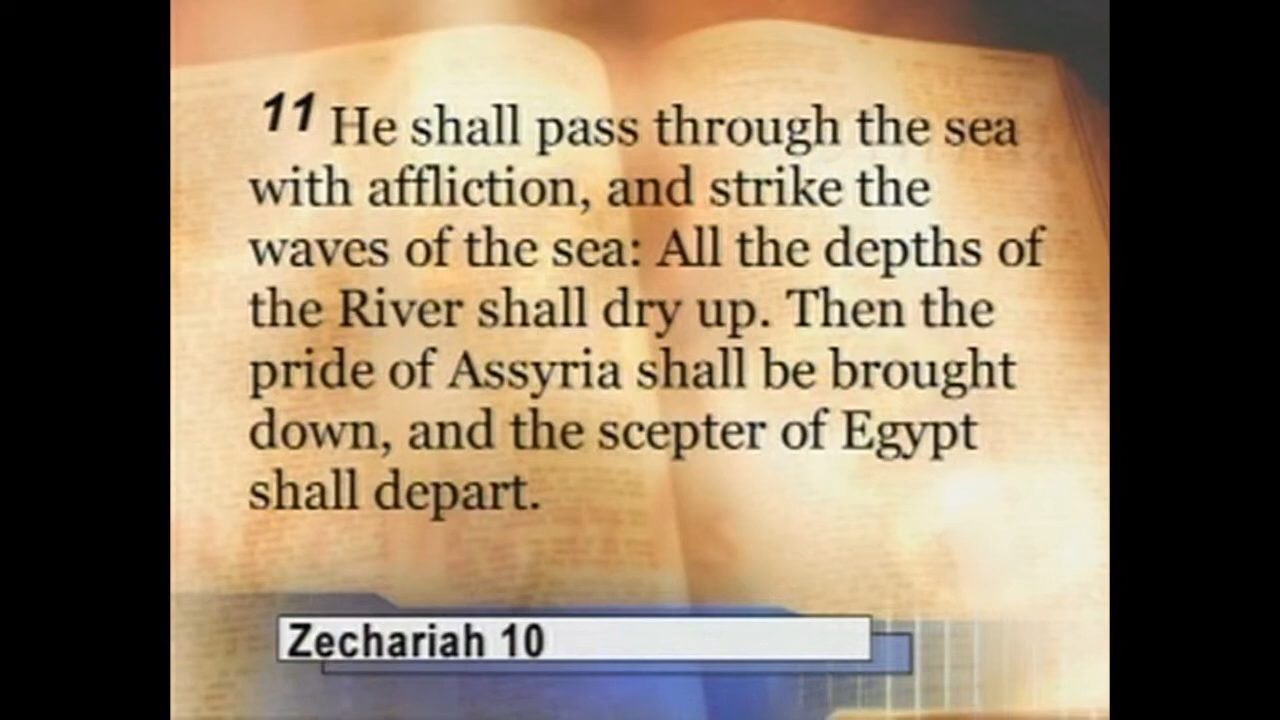 11 He shall pass through the sea
with affliction, and strike the
waves of the sea: All the depths of
the River shall dry up. Then the
pride of Assyria shall be brought
down, and the scepter of Egypt
shall depart.
Zechariah 10